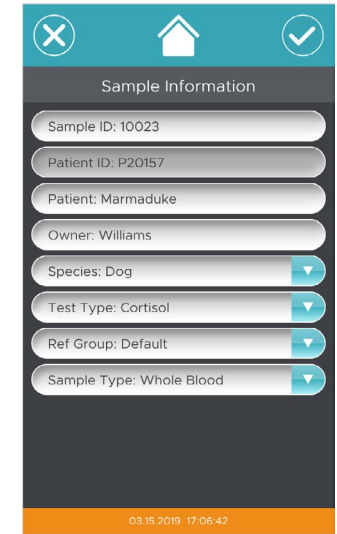 Sample Information
Sample ID: 10023
Patient ID: P20157
Patient: Marmaduke
Owner: Williams
Species: Dog
Test Type: Cortisol
Ref Group: Default
Sample Type: Whole Blood
03.15.2019 17:06:42